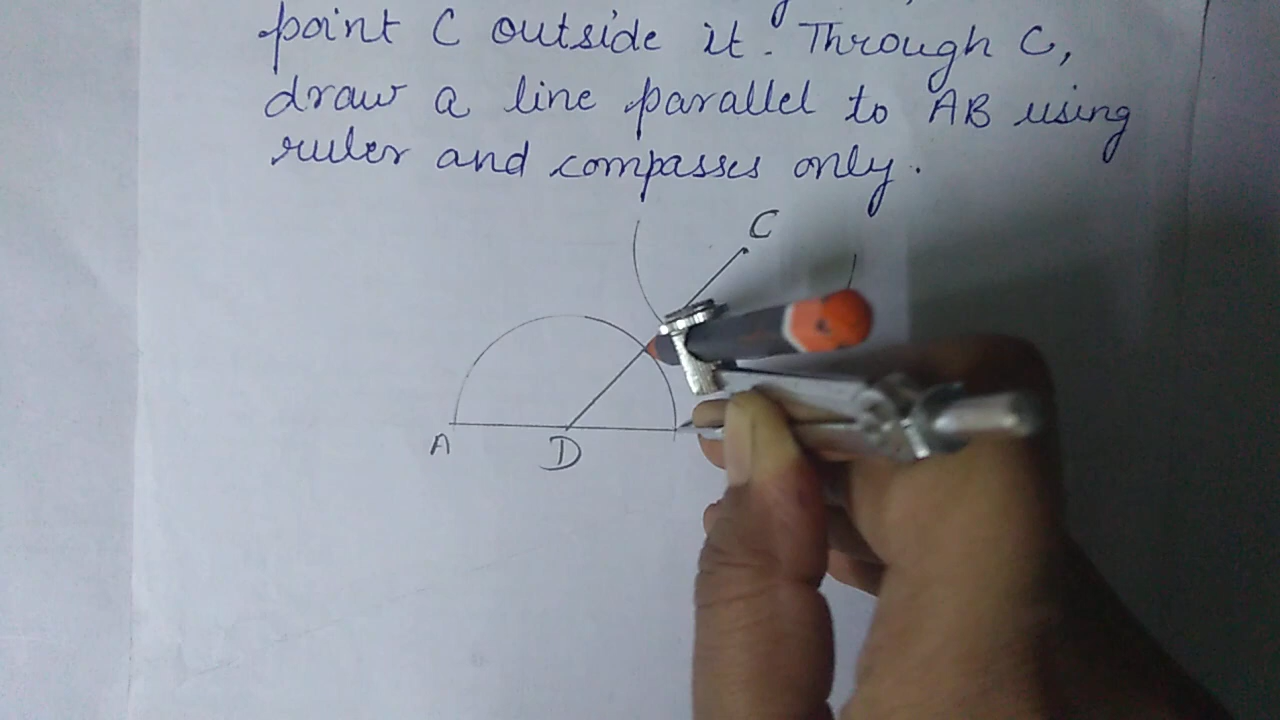 point C outside it. Through C,
draw a line parallel to AB using
ruler and compasses only.
C
A
D